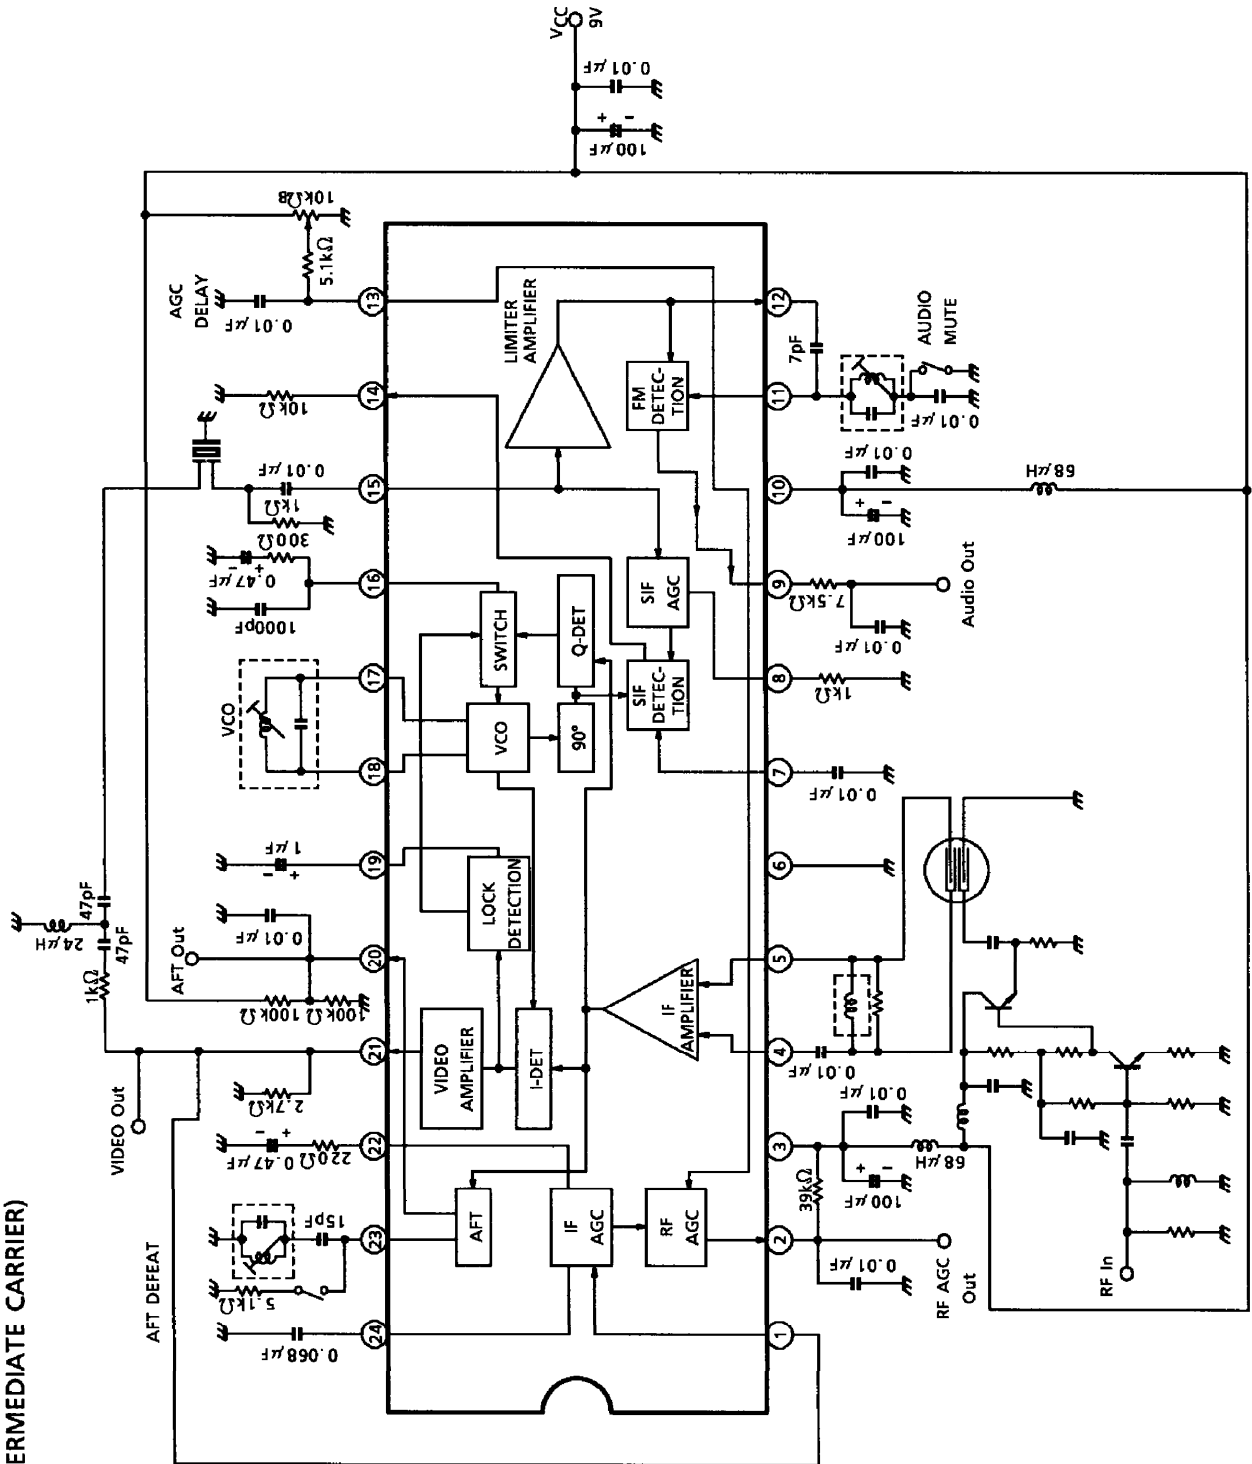 ERMEDIATE CARRIER)
AFT DEFEAT
VIDEO Out
AFT Out
VCO
AGC
DELAY
VCC
9V
0.068μF
5.1kΩ
15pF
0.47μF
220Ω
2.7kΩ
1kΩ
47pF
24μH
47pF
100kΩ
100kΩ
0.01μF
1μF
1000pF
0.47μF
300Ω
1kΩ
0.01μF
10kΩ
0.01μF
5.1kΩ
10kΩB
100μF
0.01μF
24
23
22
21
20
19
18
17
16
15
14
13
AFT
VIDEO
AMPLIFIER
LOCK
DETECTION
VCO
SWITCH
LIMITER
AMPLIFIER
IF
AGC
I-DET
90°
Q-DET
RF
AGC
IF
AMPLIFIER
SIF
DETEC-
TION
SIF
AGC
FM
DETEC-
TION
1
2
3
4
5
6
7
8
9
10
11
12
0.01μF
39kΩ
100μF
0.01μF
68μH
0.01μF
0.01μF
1kΩ
7.5kΩ
0.01μF
100μF
0.01μF
68μH
7pF
0.01μF
AUDIO
MUTE
RF AGC
Out
RF In
Audio Out